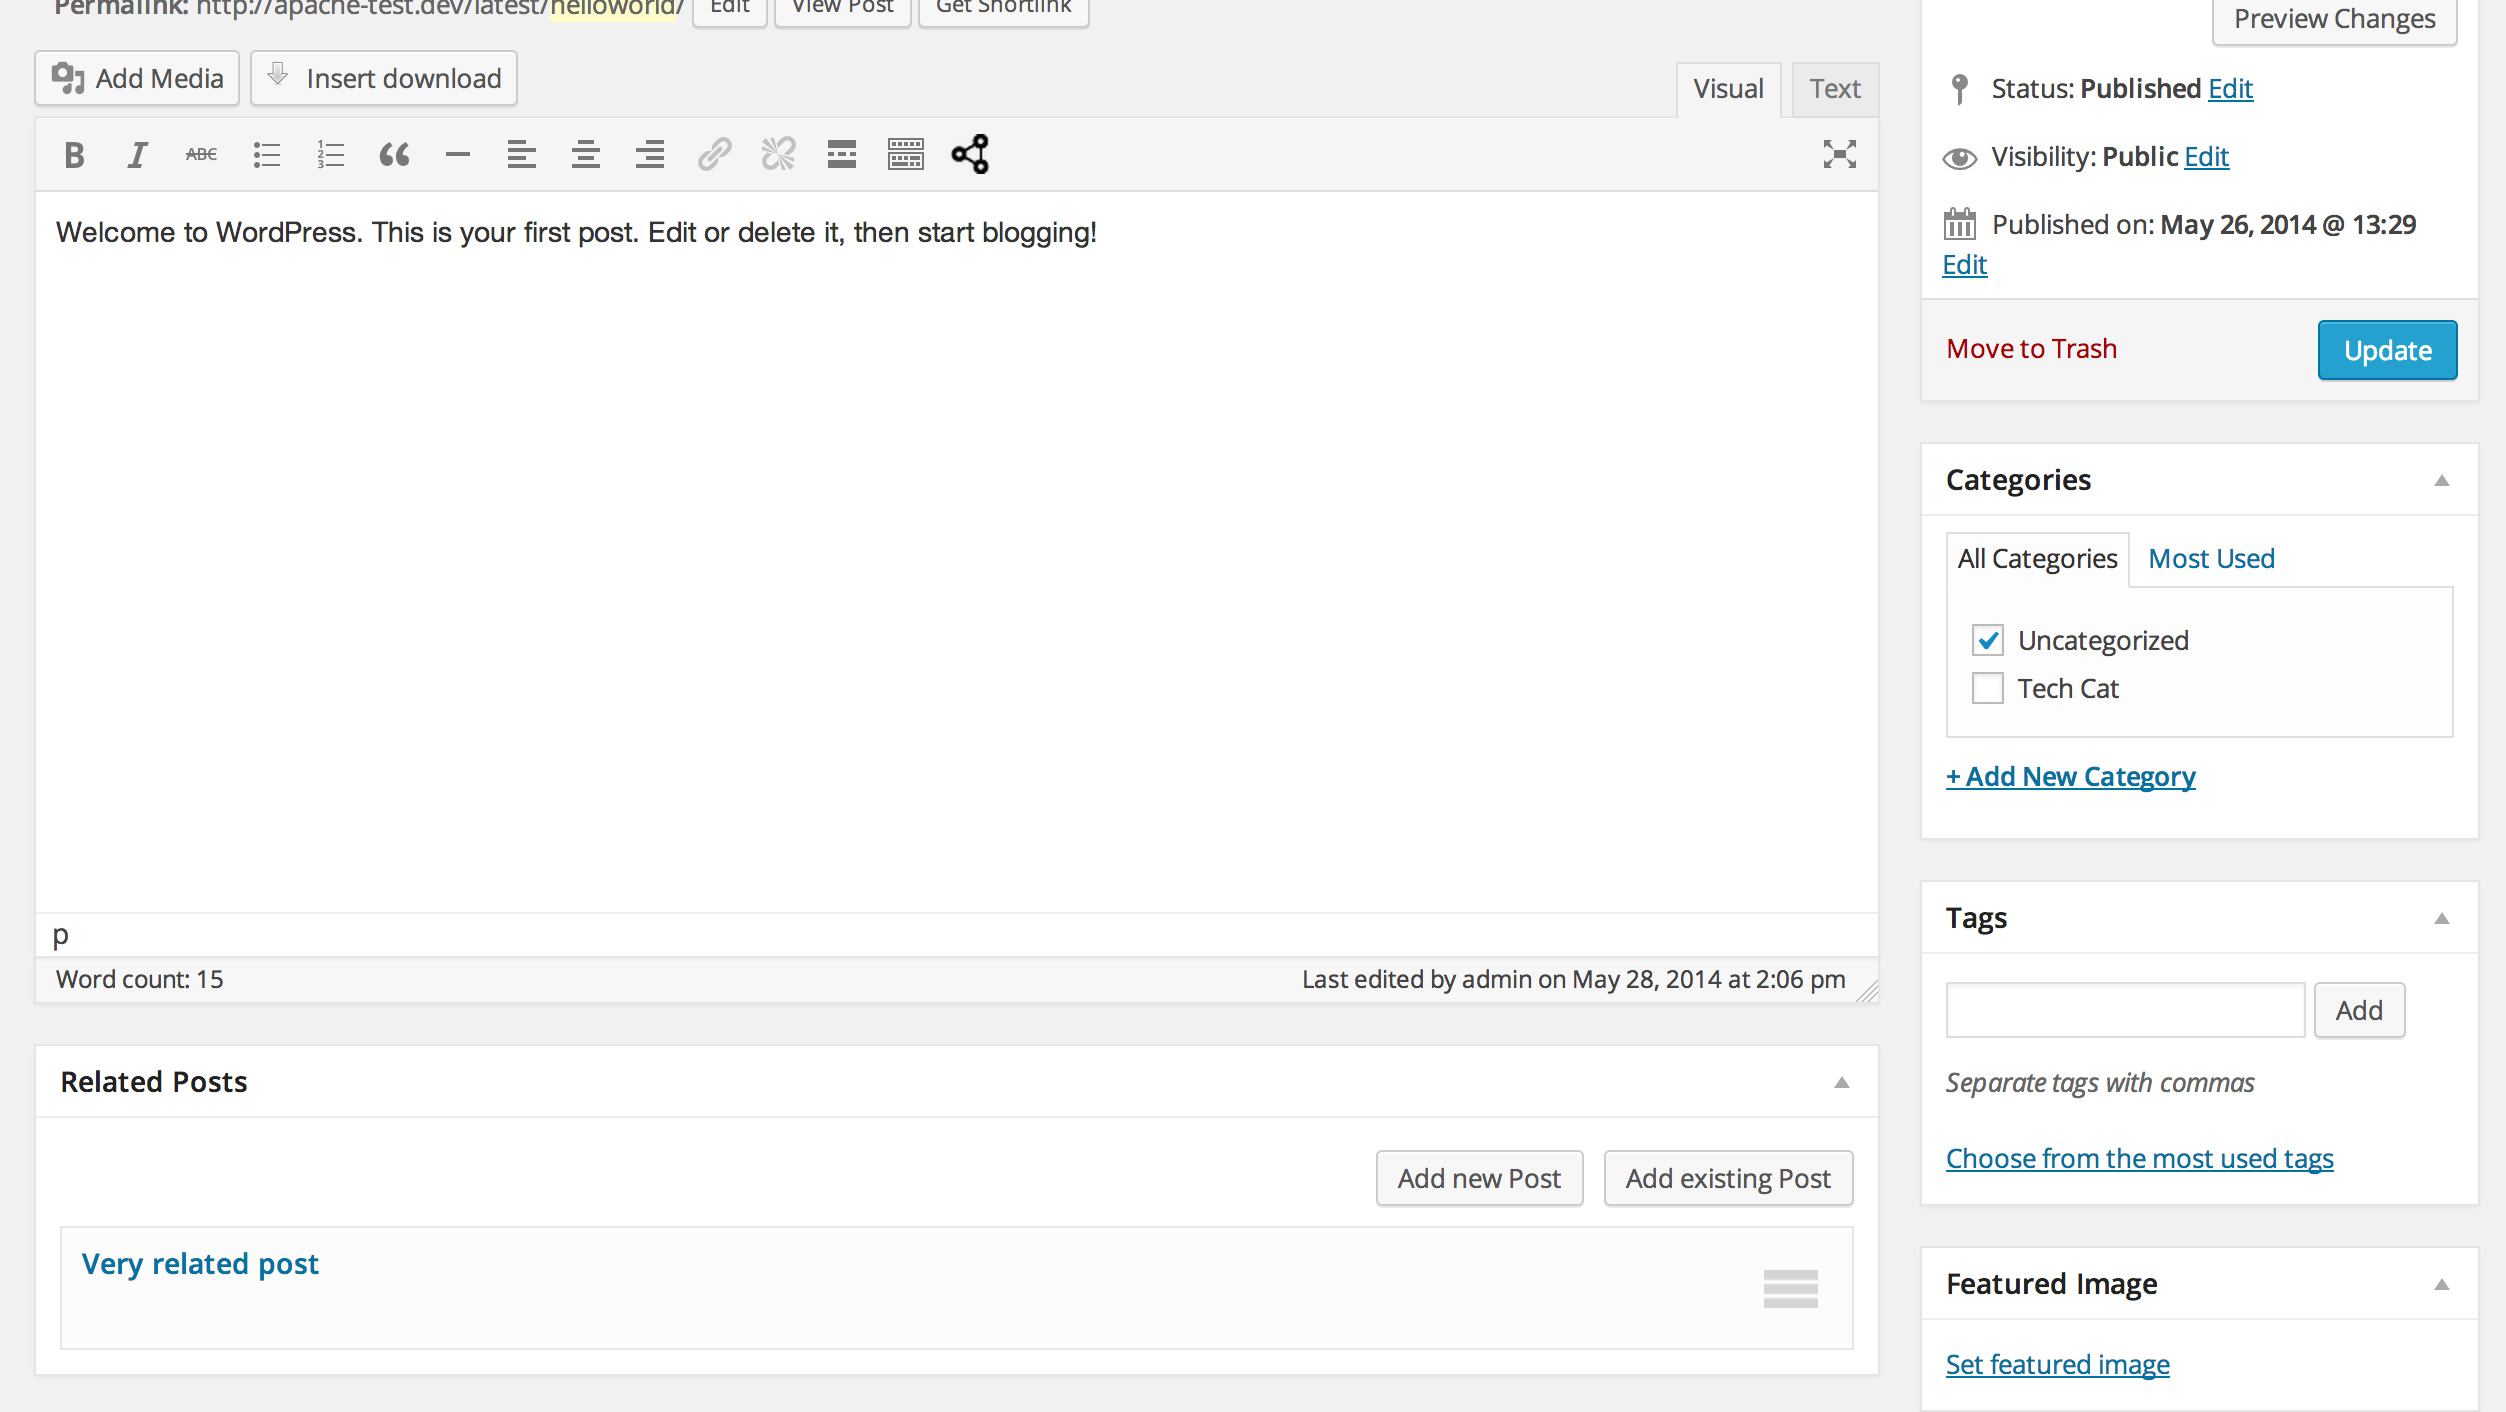 Permalink: http://apache-test.dev/latest/helloworld/ Edit View Post Get Shortlink
Add Media Insert download
Visual Text
B I ABC
Welcome to WordPress. This is your first post. Edit or delete it, then start blogging!
p
Word count: 15 Last edited by admin on May 28, 2014 at 2:06 pm
Related Posts
Add new Post Add existing Post
Very related post
Preview Changes
Status: Published Edit
Visibility: Public Edit
Published on: May 26, 2014 @ 13:29
Edit
Move to Trash Update
Categories
All Categories Most Used
Uncategorized
Tech Cat
+ Add New Category
Tags
Add
Separate tags with commas
Choose from the most used tags
Featured Image
Set featured image